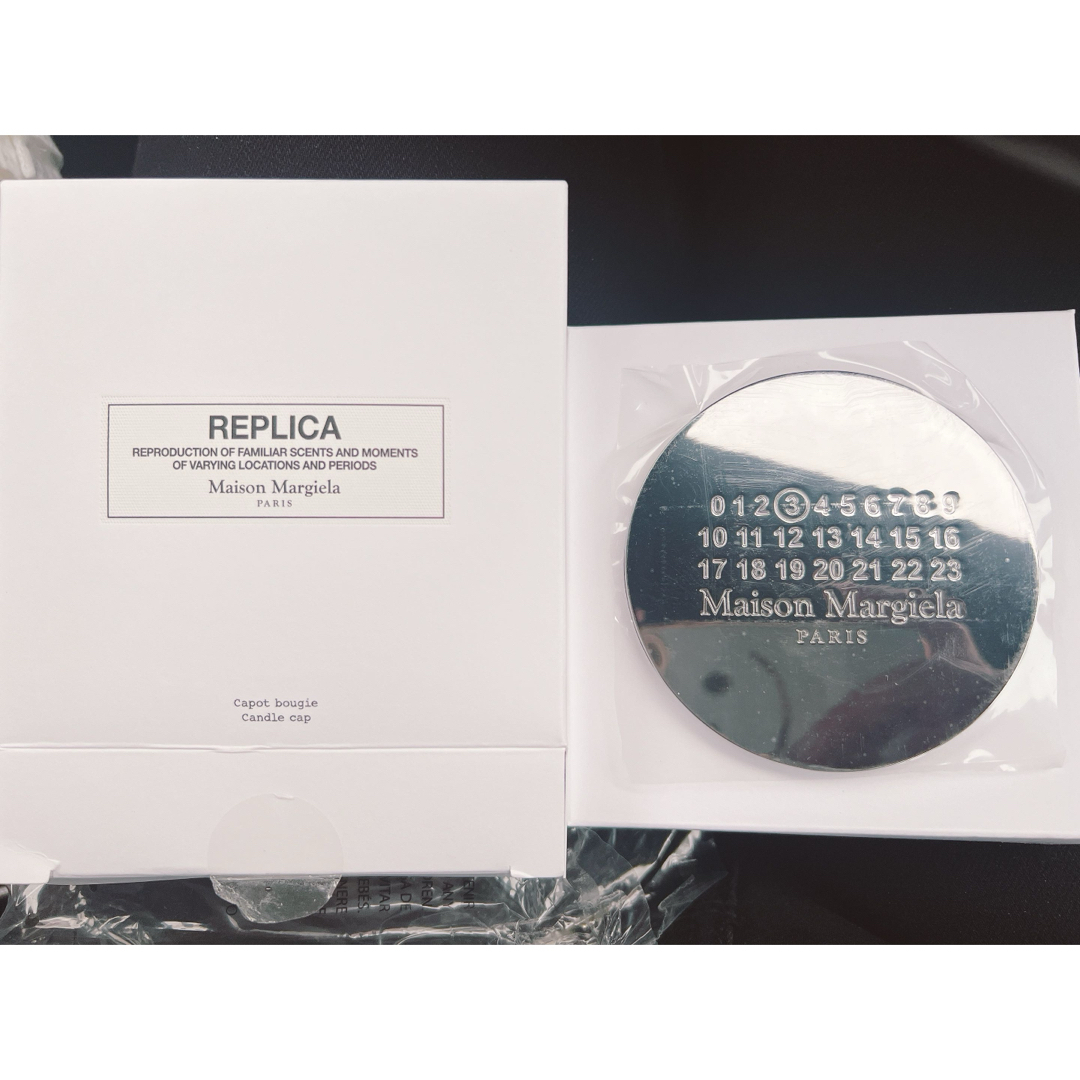 REPLICA
REPRODUCTION OF FAMILIAR SCENTS AND MOMENTS
OF VARYING LOCATIONS AND PERIODS
Maison Margiela
PARIS
Capot bougie
Candle cap
0 1 2 3 4 5 6 7 8 9
10 11 12 13 14 15 16
17 18 19 20 21 22 23
Maison Margiela
PARIS